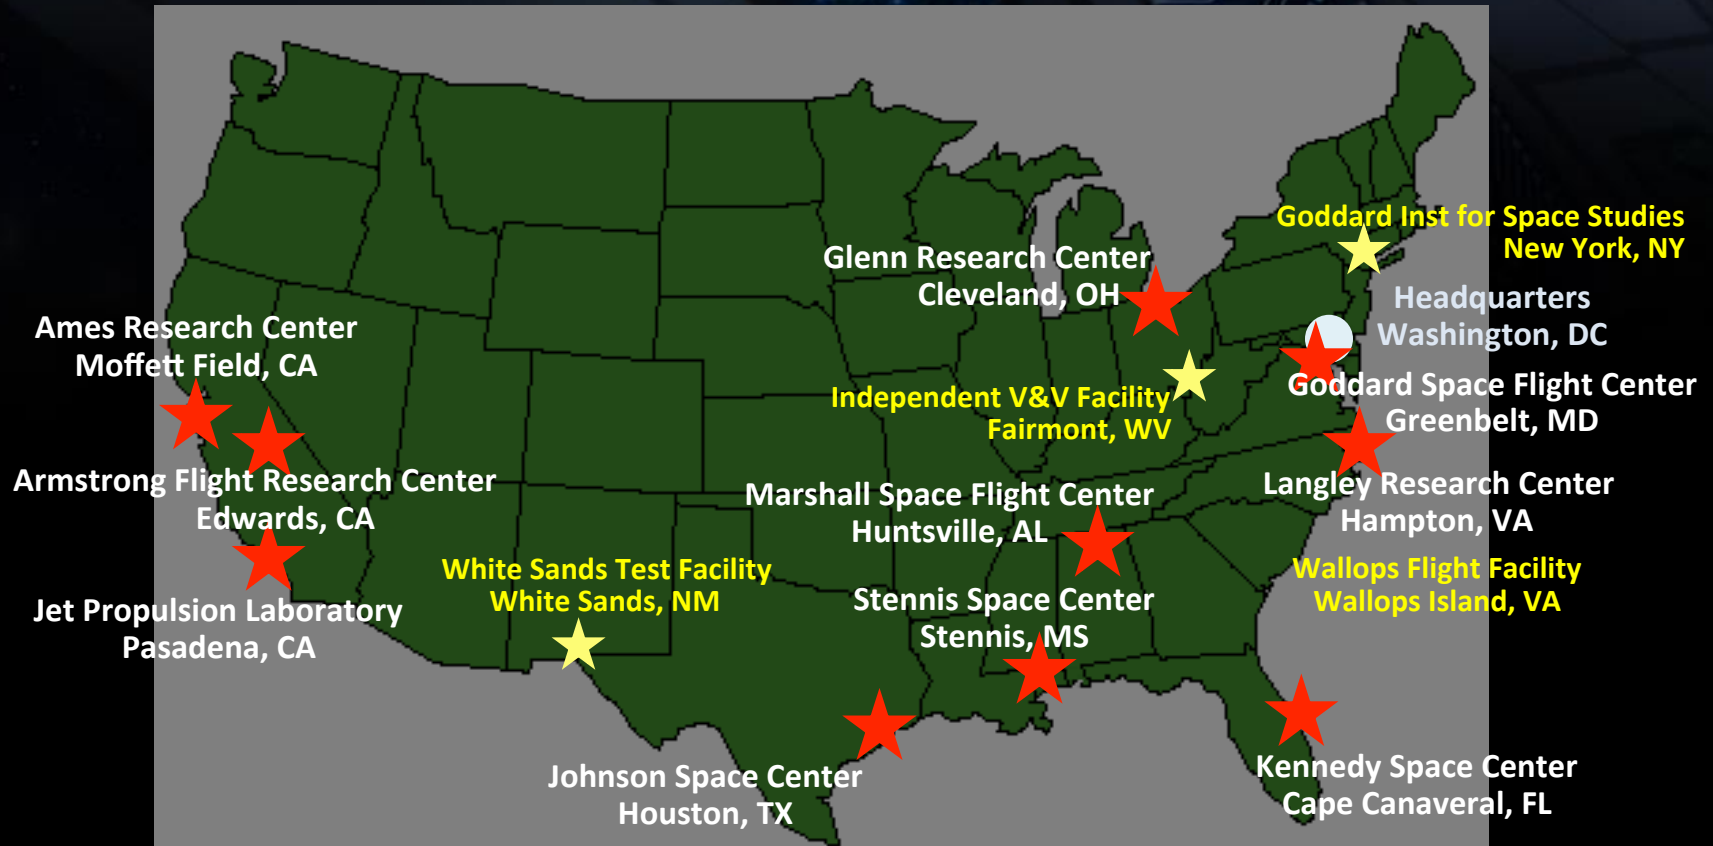 Goddard Inst for Space Studies
New York, NY
Glenn Research Center
Cleveland, OH
Headquarters
Washington, DC
Ames Research Center
Moffett Field, CA
Independent V&V Facility
Fairmont, WV
Goddard Space Flight Center
Greenbelt, MD
Armstrong Flight Research Center
Edwards, CA
Marshall Space Flight Center
Huntsville, AL
Langley Research Center
Hampton, VA
White Sands Test Facility
White Sands, NM
Wallops Flight Facility
Wallops Island, VA
Jet Propulsion Laboratory
Pasadena, CA
Stennis Space Center
Stennis, MS
Johnson Space Center
Houston, TX
Kennedy Space Center
Cape Canaveral, FL